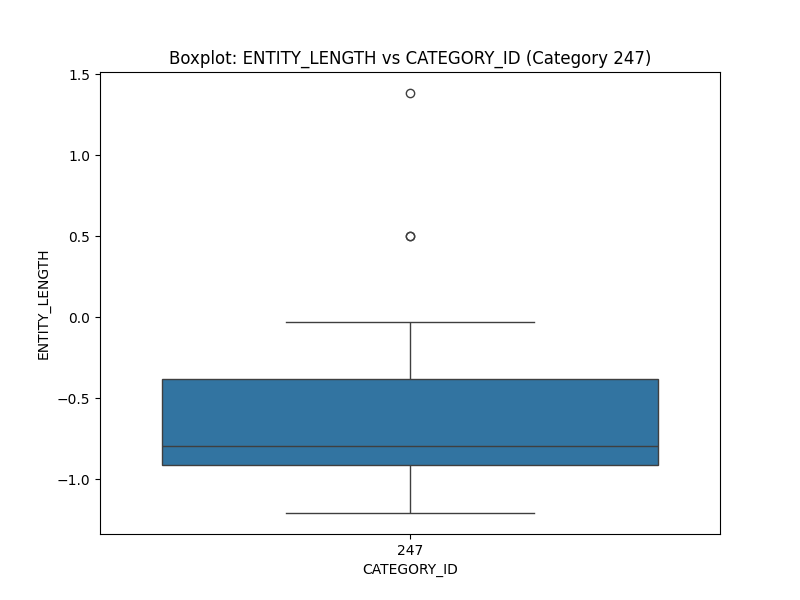 Boxplot: ENTITY_LENGTH vs CATEGORY_ID (Category 247)
1.5
1.0
0.5
0.0
−0.5
−1.0
ENTITY_LENGTH
247
CATEGORY_ID